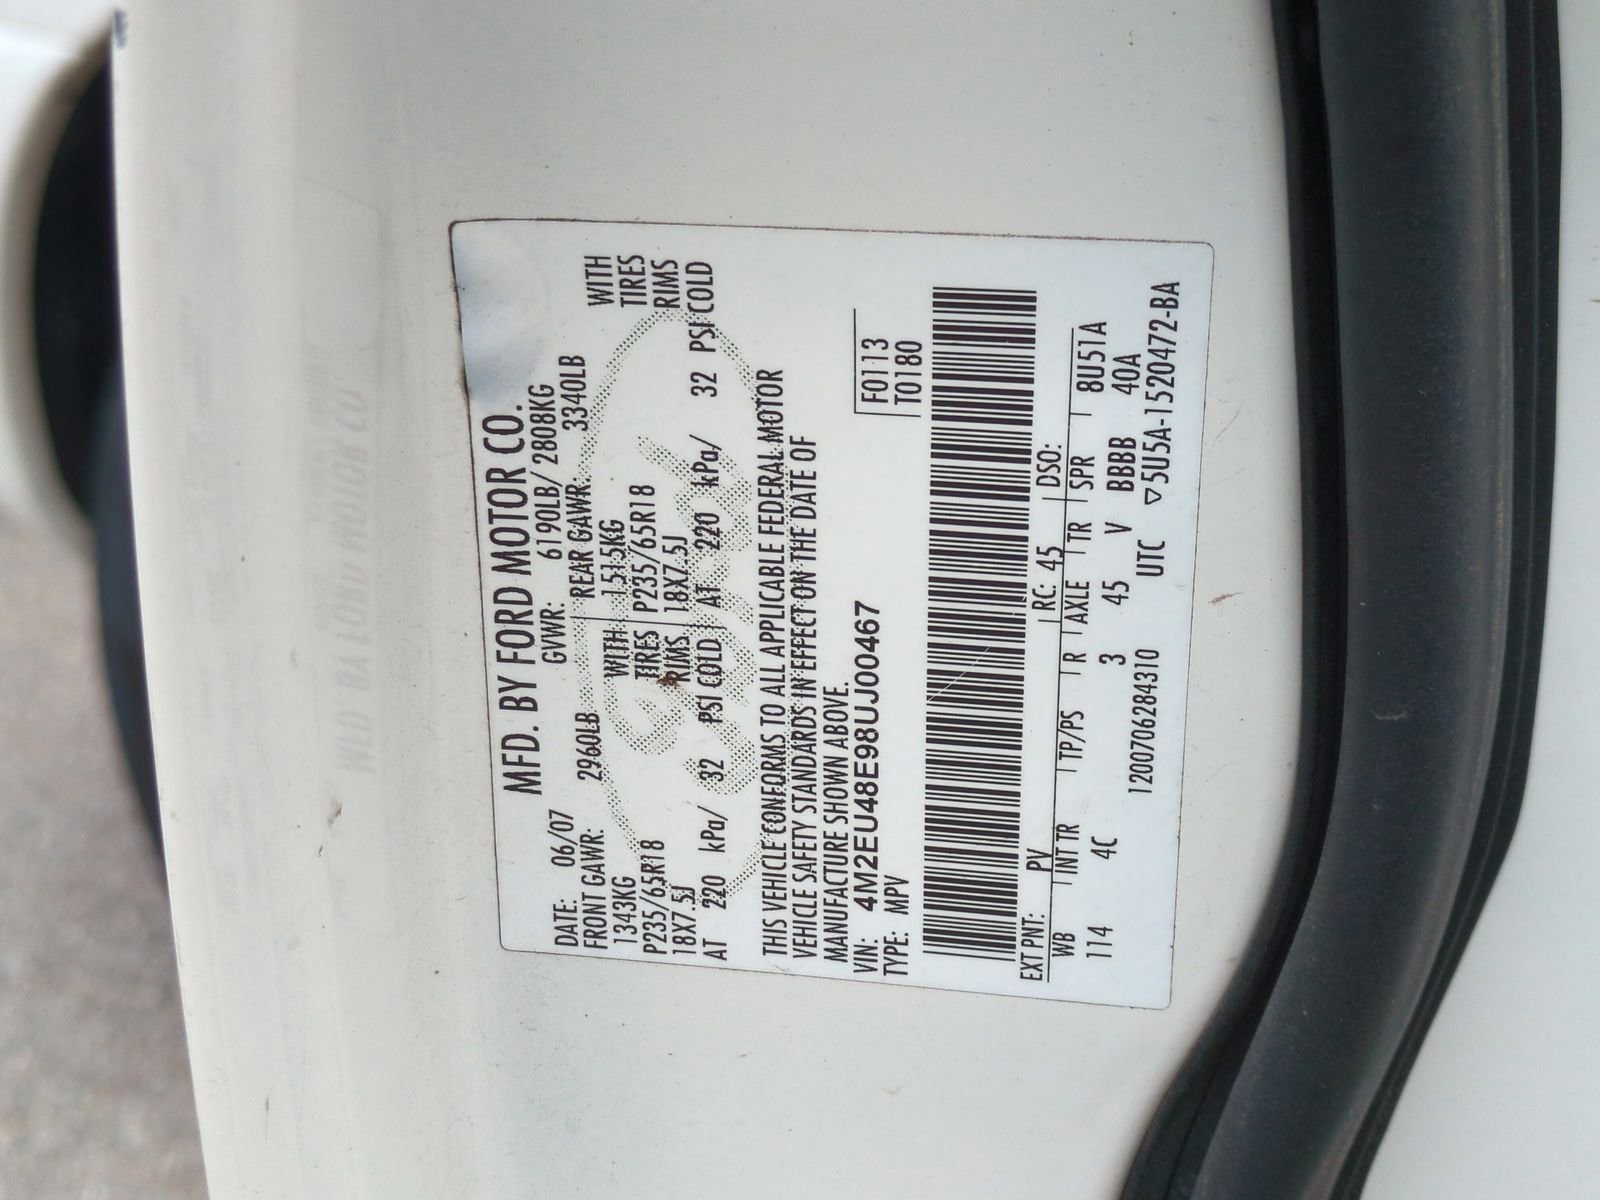 MFD. BY FORD MOTOR CO.
DATE: 06/07 GVWR: 6190LB/ 2808KG
FRONT GAWR: 2960LB REAR GAWR: 3340LB
1343KG WITH 1515KG WITH
P235/65R18 TIRES P235/65R18 TIRES
18X7.5J RIMS 18X7.5J RIMS
AT 220 kPa/ 32 PSI COLD AT 220 kPa/ 32 PSI COLD
THIS VEHICLE CONFORMS TO ALL APPLICABLE FEDERAL MOTOR
VEHICLE SAFETY STANDARDS IN EFFECT ON THE DATE OF
MANUFACTURE SHOWN ABOVE.
VIN: 4M2EU48E98UJ00467 F0113
TYPE: MPV T0180
EXT PNT: PV RC: 45 DSO:
WB INT TR TP/PS R AXLE TR SPR 8U51A
114 4C 3 45 V BBBB 40A
120070628431​0 UTC ▽5U5A-1520472-BA